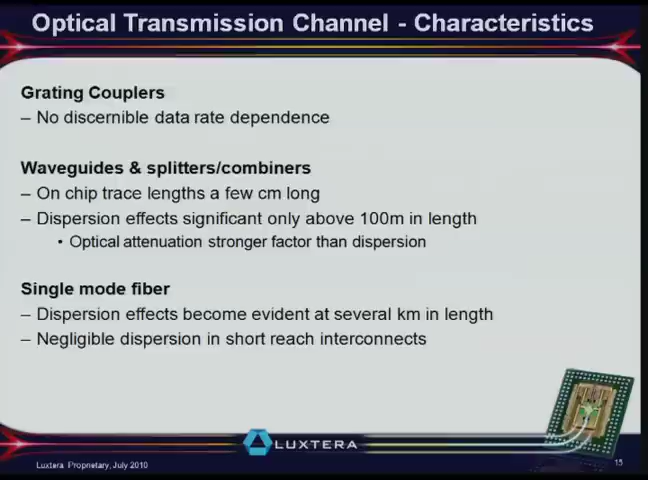 Optical Transmission Channel - Characteristics
Grating Couplers
– No discernible data rate dependence
Waveguides & splitters/combiners
– On chip trace lengths a few cm long
– Dispersion effects significant only above 100m in length
• Optical attenuation stronger factor than dispersion
Single mode fiber
– Dispersion effects become evident at several km in length
– Negligible dispersion in short reach interconnects
LUXTERA
Luxtera Proprietary, July 2010
15